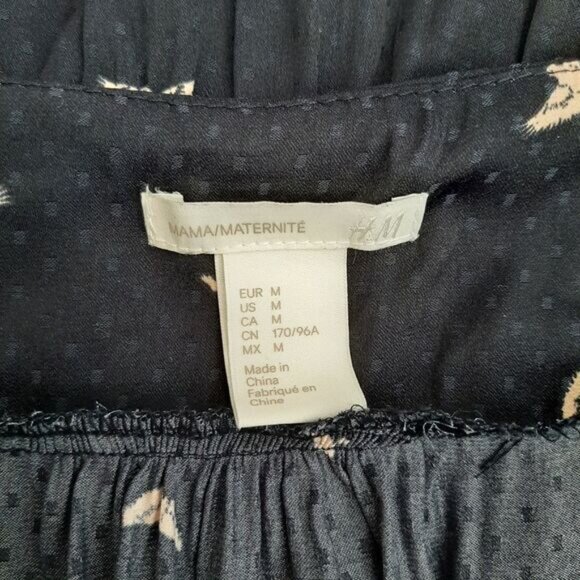 MAMA/MATERNITÉ H&M
EUR M
US M
CA M
CN 170/96A
MX M
Made in
China
Fabriqué en
Chine